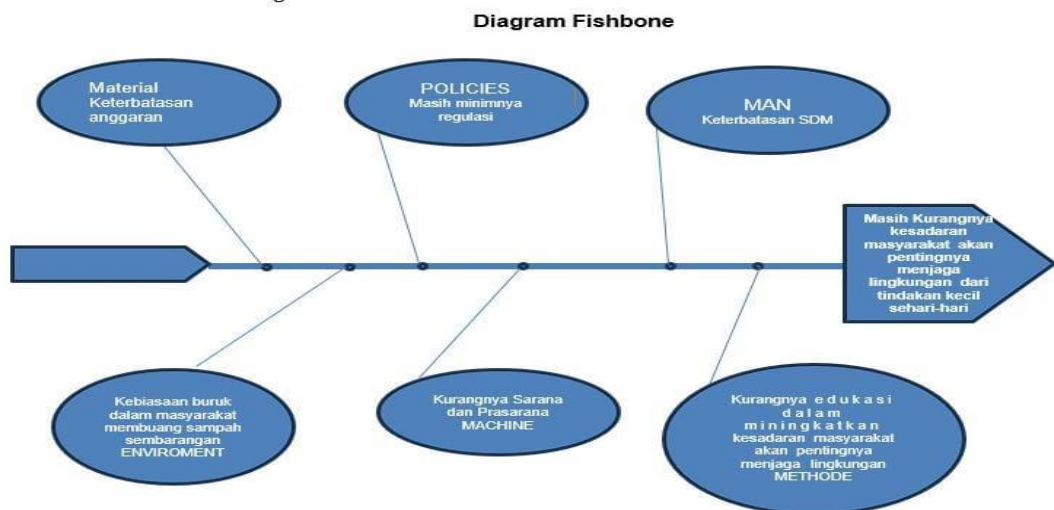 Diagram Fishbone
Material
Keterbatasan
anggaran
POLICIES
Masih minimnya
regulasi
MAN
Keterbatasan SDM
Masih Kurangnya
kesadaran
masyarakat akan
pentingnya
menjaga
lingkungan dari
tindakan kecil
sehari-hari
Kebiasaan buruk
dalam masyarakat
membuang sampah
sembarangan
ENVIROMENT
Kurangnya Sarana
dan Prasarana
MACHINE
Kurangnya edukasi
dalam
miningkatkan
kesadaran masyarakat
akan pentingnya
menjaga lingkungan
METHODE